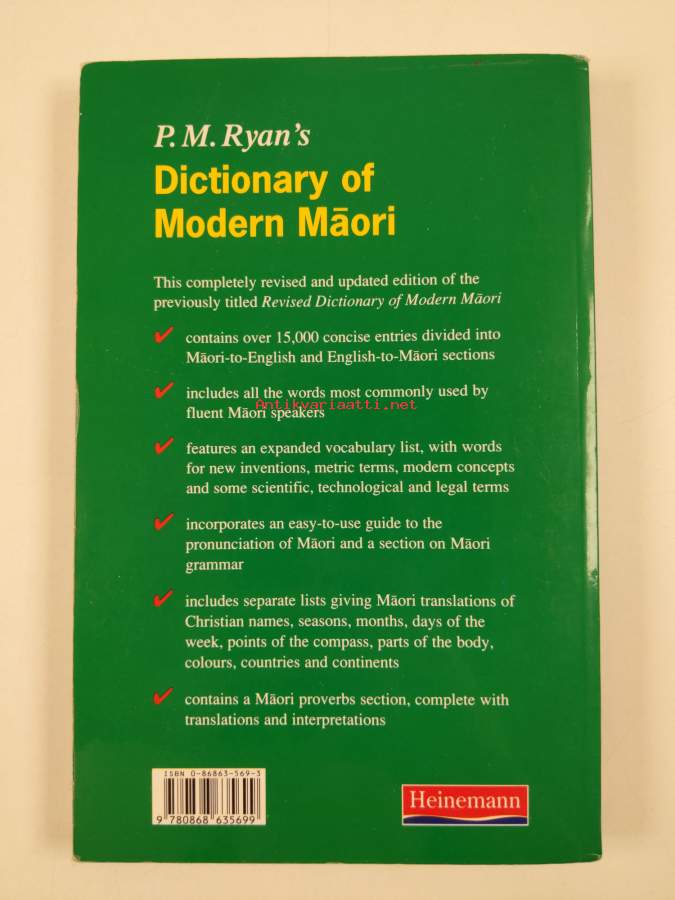 P. M. Ryan's
Dictionary of
Modern Māori
This completely revised and updated edition of the
previously titled Revised Dictionary of Modern Māori
✔ contains over 15,000 concise entries divided into
Māori-to-English and English-to-Māori sections
✔ includes all the words most commonly used by
Antikvariaatti.net
fluent Māori speakers
✔ features an expanded vocabulary list, with words
for new inventions, metric terms, modern concepts
and some scientific, technological and legal terms
✔ incorporates an easy-to-use guide to the
pronunciation of Māori and a section on Māori
grammar
✔ includes separate lists giving Māori translations of
Christian names, seasons, months, days of the
week, points of the compass, parts of the body,
colours, countries and continents
✔ contains a Māori proverbs section, complete with
translations and interpretations
ISBN 0-86863-569-3
9 780868 635699
Heinemann